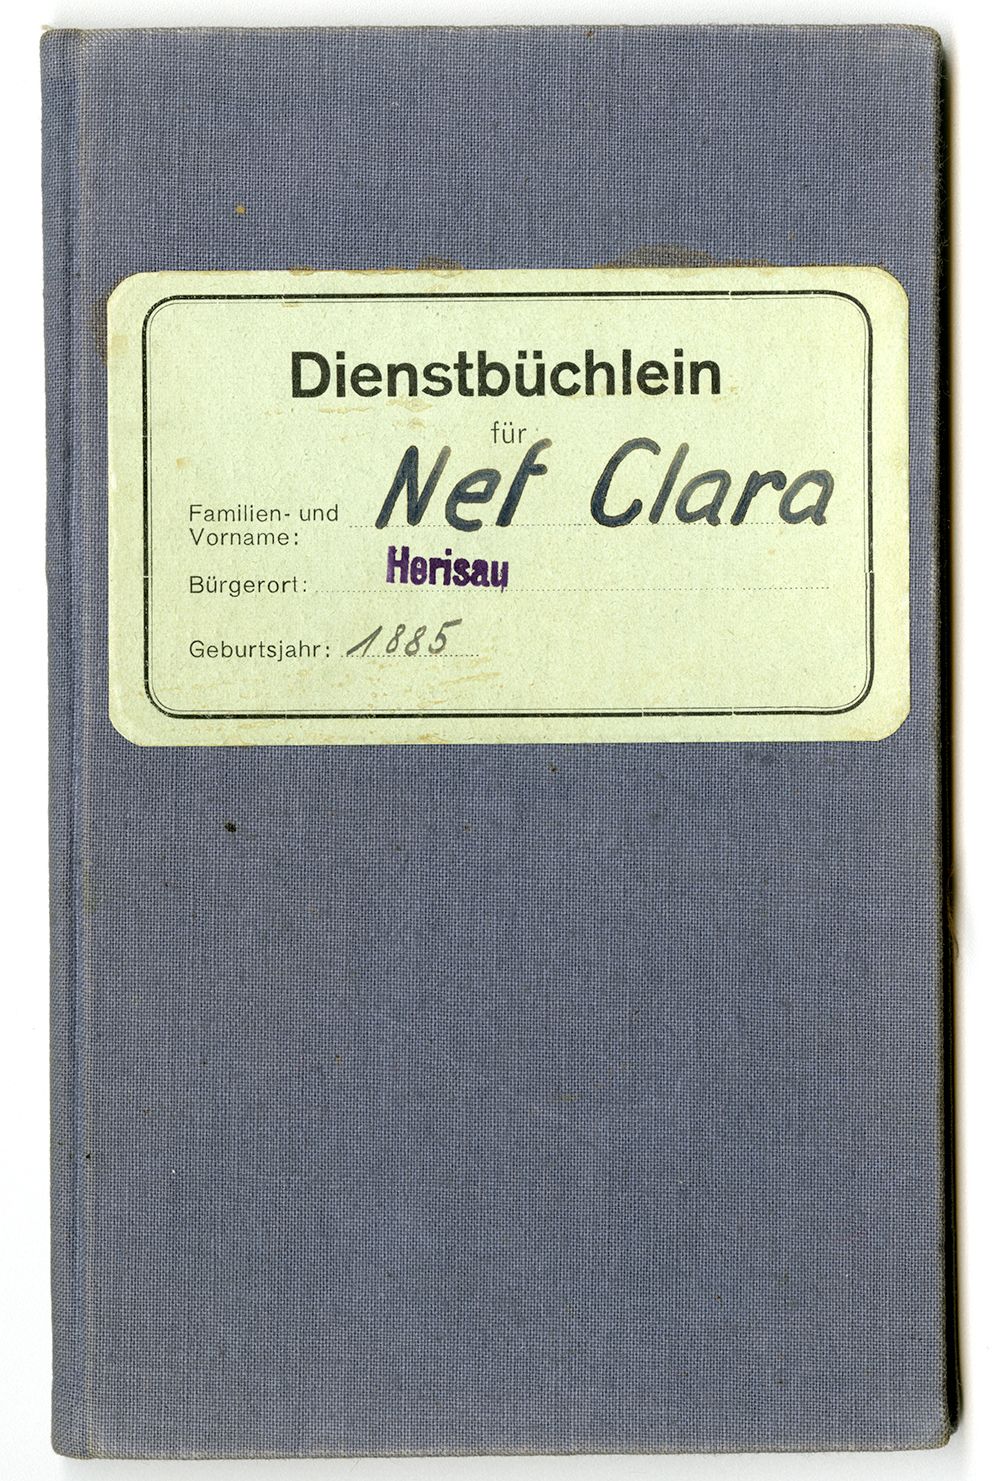 Dienstbüchlein
für
Familien- und Nef Clara
Vorname:
Bürgerort: Herisau
Geburtsjahr: 1885